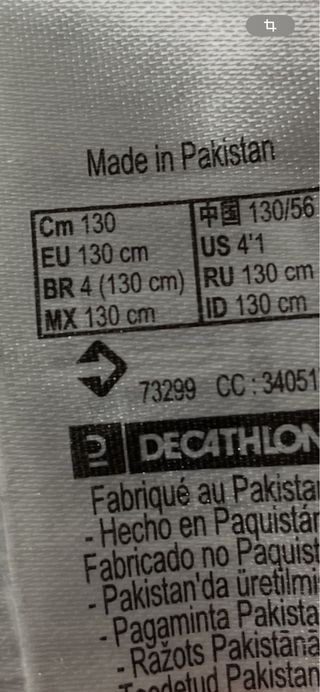 Made in Pakistan
Cm 130
中国 130/56
EU 130 cm
US 4'1
BR 4 (130 cm)
RU 130 cm
MX 130 cm
ID 130 cm
73299 CC : 34051
DECATHLON
Fabriqué au Pakista
- Hecho en Paquistán
Fabricado no Paquist
- Pakistan'da üretilmi
- Pagaminta Pakista
- Ražots Pakistānā
Toodetud Pakistan